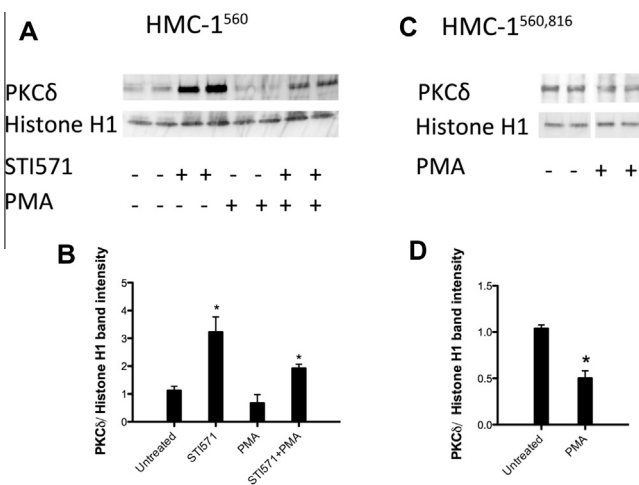 A
HMC-1⁵⁶⁰
PKCδ
Histone H1
STI571 - - + + - - + +
PMA - - - - + + + +
C
HMC-1⁵⁶⁰,⁸¹⁶
PKCδ
Histone H1
PMA - - + +
B
PKCδ/ Histone H1 band intensity
5
4
3
2
1
0
*
*
Untreated
STI571
PMA
STI571+PMA
D
PKCδ/ Histone H1 band intensity
1.5
1.0
0.5
0.0
*
Untreated
PMA